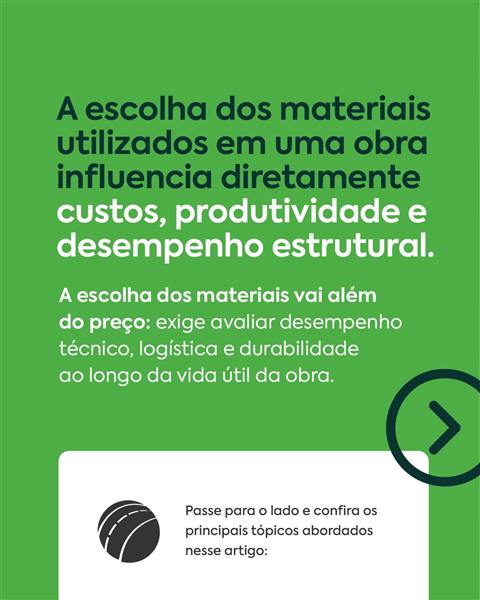 A escolha dos materiais
utilizados em uma obra
influencia diretamente
custos, produtividade e
desempenho estrutural.
A escolha dos materiais vai além
do preço: exige avaliar desempenho
técnico, logística e durabilidade
ao longo da vida útil da obra.
Passe para o lado e confira os
principais tópicos abordados
nesse artigo: